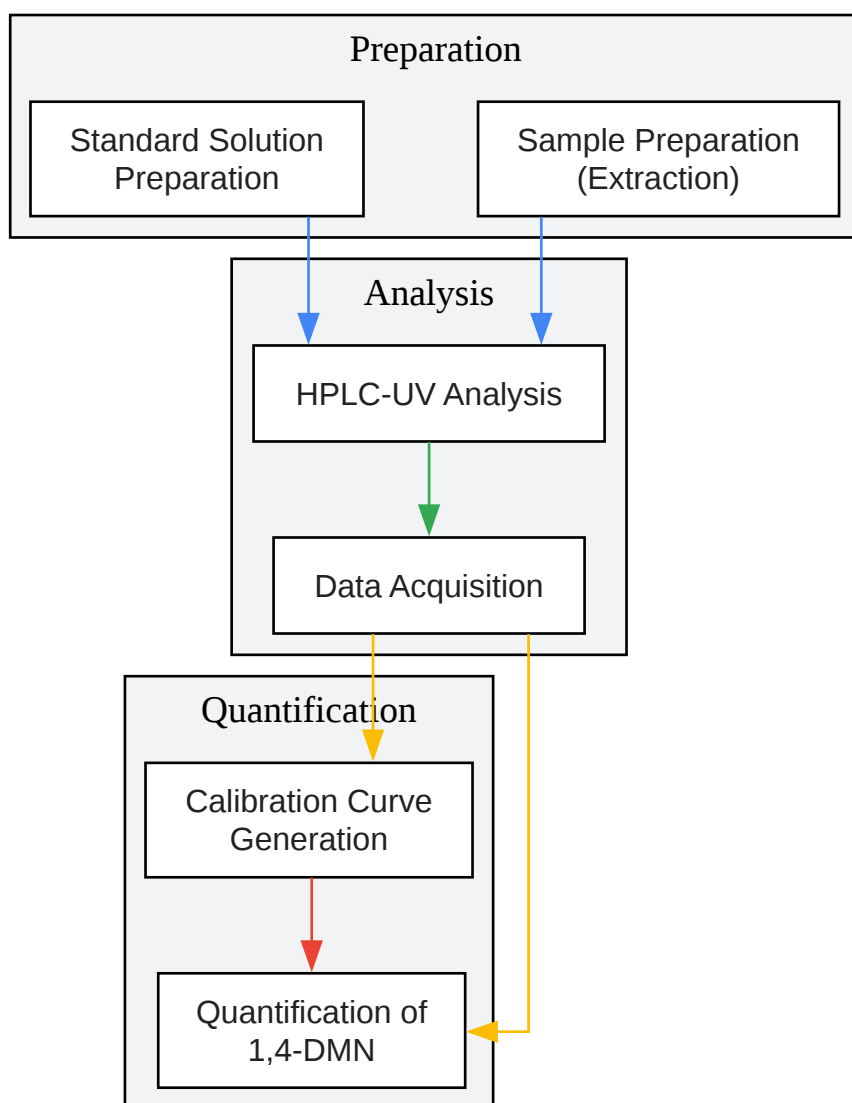 Preparation
Standard Solution
Preparation
Sample Preparation
(Extraction)
Analysis
HPLC-UV Analysis
Data Acquisition
Quantification
Calibration Curve
Generation
Quantification of
1,4-DMN